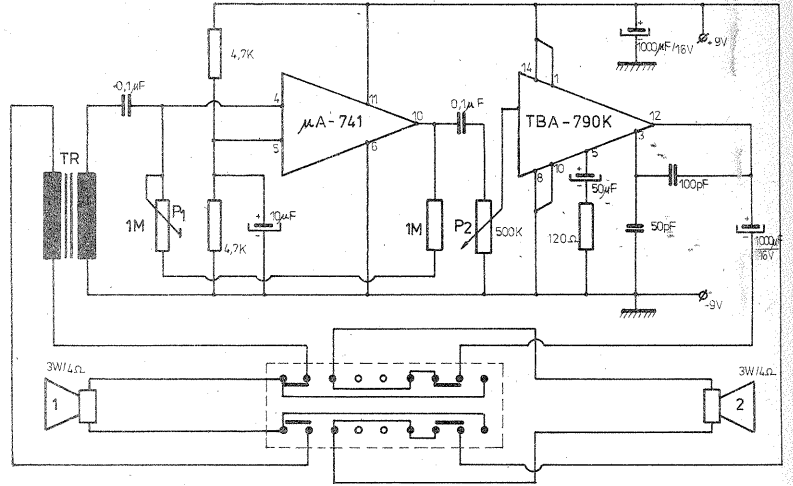 4,7K
1000µF/16V
+9V
14
1
0,1µF
4
11
10
0,1µF
12
µA-741
TBA-790K
5
6
8
10
5
3
TR
50µF
100pF
1M
P1
10µF
1M
P2
500K
120Ω
50pF
1000µF
16V
4,7K
-9V
3W/4Ω
3W/4Ω
1
2